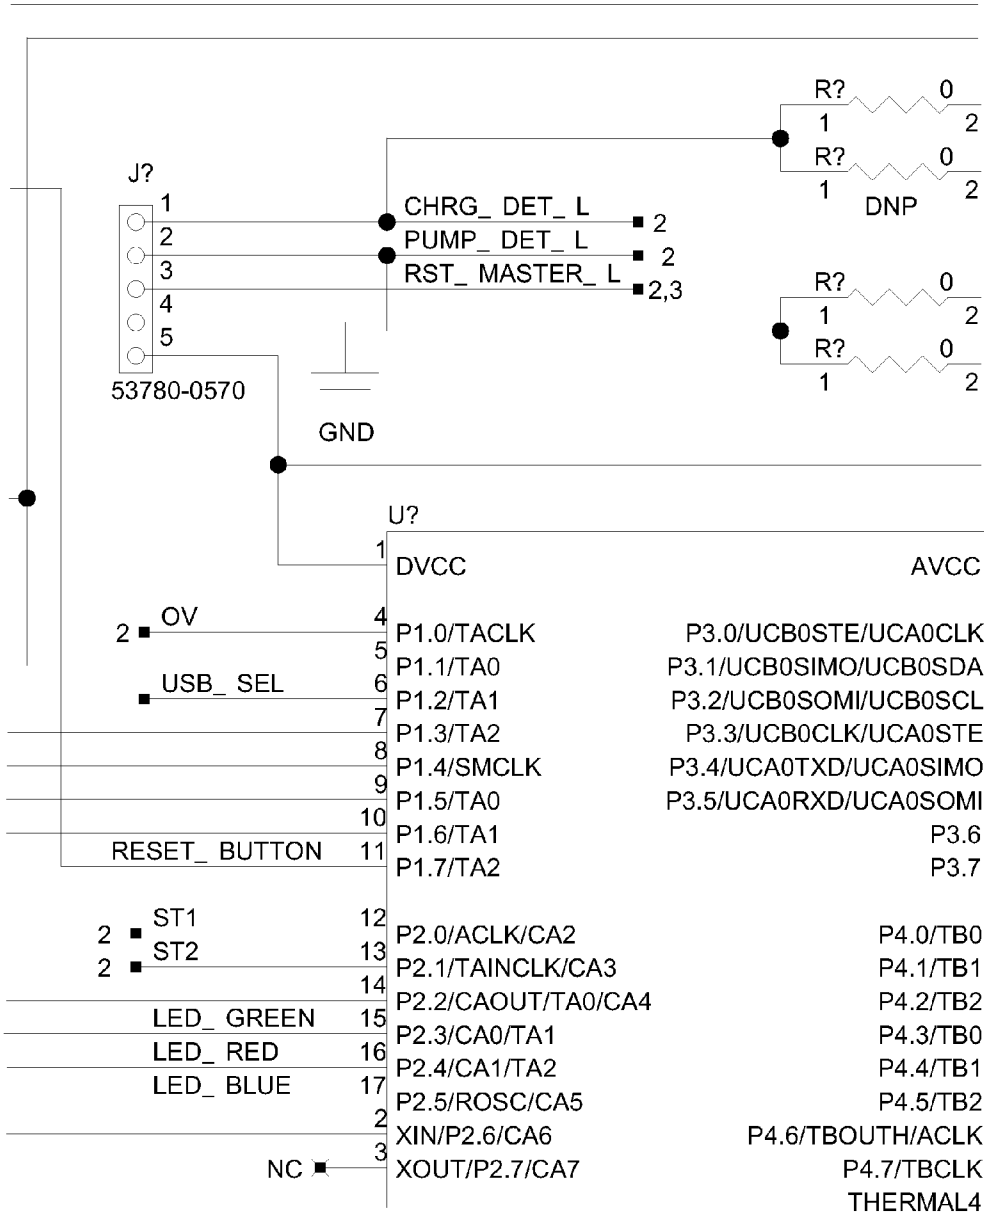 R? 0
1 2
R? 0
1 2
DNP
J?
1
2
3
4
5
53780-0570
CHRG_ DET_ L 2
PUMP_ DET_ L 2
RST_ MASTER_ L 2,3
R? 0
1 2
R? 0
1 2
GND
U?
1 DVCC AVCC
2 OV 4 P1.0/TACLK P3.0/UCB0STE/UCA0CLK
5 P1.1/TA0 P3.1/UCB0SIMO/UCB0SDA
USB_ SEL 6 P1.2/TA1 P3.2/UCB0SOMI/UCB0SCL
7 P1.3/TA2 P3.3/UCB0CLK/UCA0STE
8 P1.4/SMCLK P3.4/UCA0TXD/UCA0SIMO
9 P1.5/TA0 P3.5/UCA0RXD/UCA0SOMI
10 P1.6/TA1 P3.6
RESET_ BUTTON 11 P1.7/TA2 P3.7
2 ST1 12 P2.0/ACLK/CA2 P4.0/TB0
2 ST2 13 P2.1/TAINCLK/CA3 P4.1/TB1
14 P2.2/CAOUT/TA0/CA4 P4.2/TB2
LED_ GREEN 15 P2.3/CA0/TA1 P4.3/TB0
LED_ RED 16 P2.4/CA1/TA2 P4.4/TB1
LED_ BLUE 17 P2.5/ROSC/CA5 P4.5/TB2
2 XIN/P2.6/CA6 P4.6/TBOUTH/ACLK
NC 3 XOUT/P2.7/CA7 P4.7/TBCLK
THERMAL4